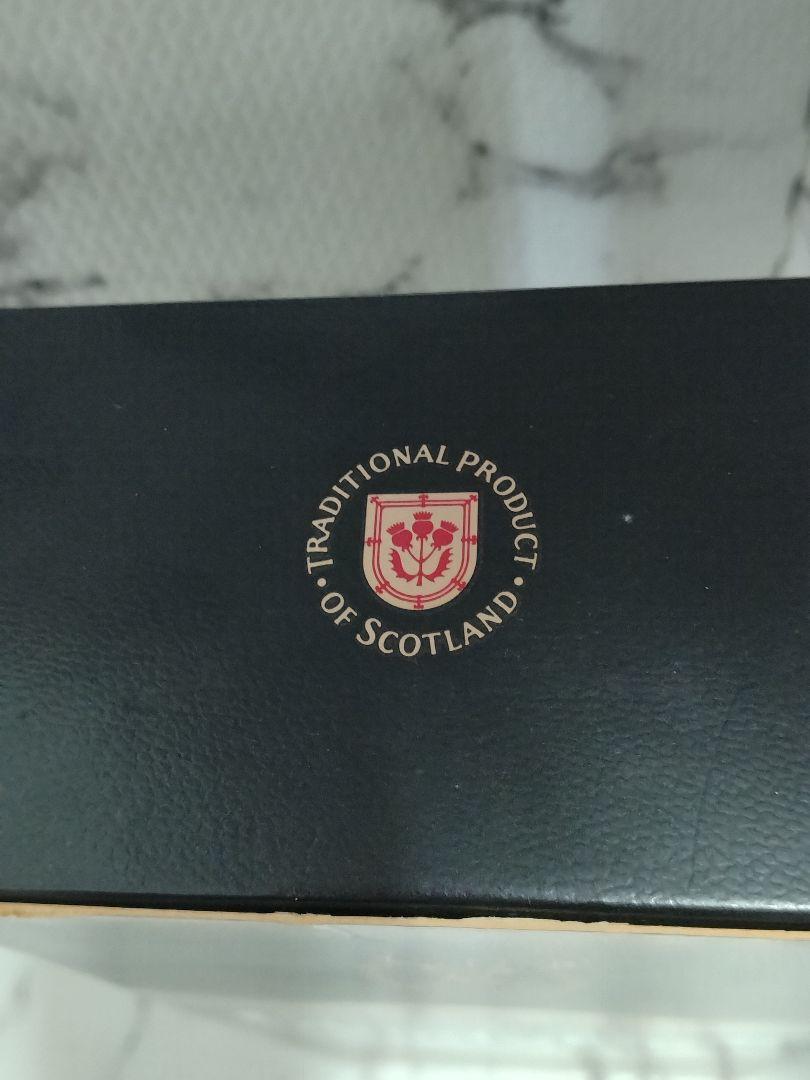 TRADITIONAL PRODUCT
• OF SCOTLAND •